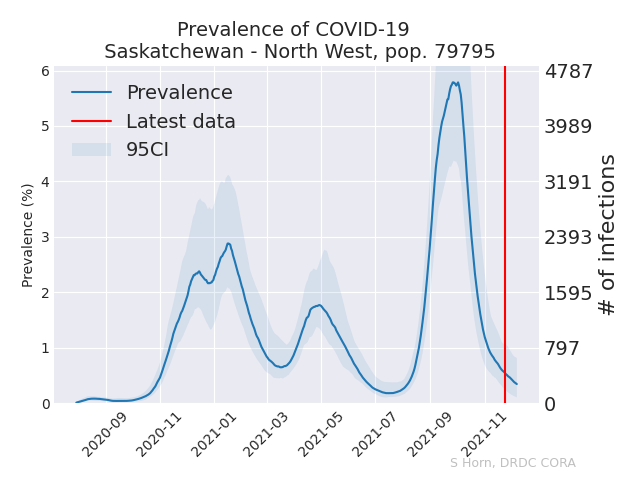 Prevalence of COVID-19
Saskatchewan - North West, pop. 79795
Prevalence
Latest data
95CI
Prevalence (%)
6
5
4
3
2
1
0
4787
3989
3191
2393
1595
797
0
# of infections
2020-09
2020-11
2021-01
2021-03
2021-05
2021-07
2021-09
2021-11
S Horn, DRDC CORA